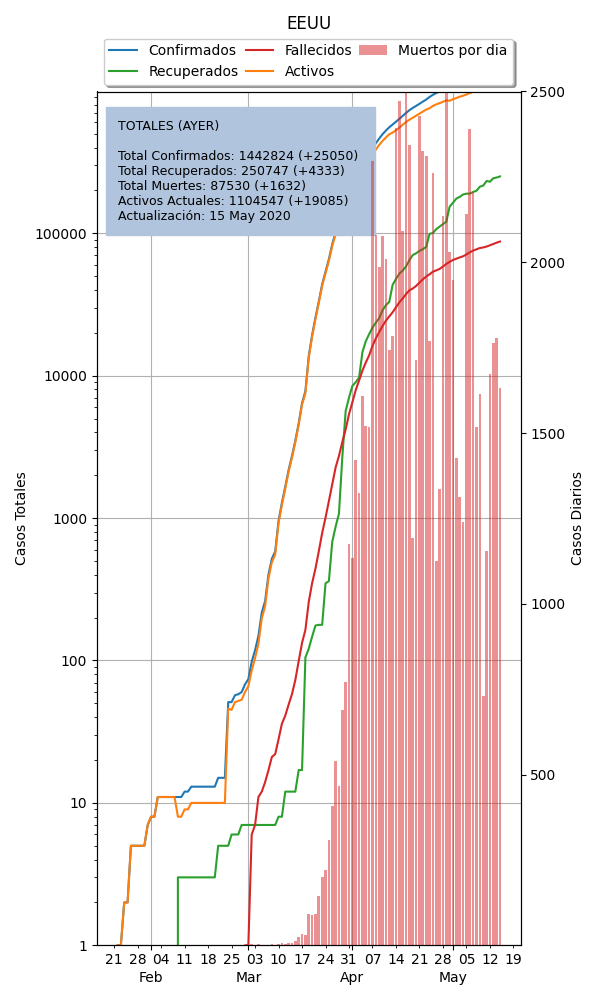 EEUU
Confirmados
Recuperados
Fallecidos
Activos
Muertos por dia
TOTALES (AYER)
Total Confirmados: 1442824 (+25050)
Total Recuperados: 250747 (+4333)
Total Muertes: 87530 (+1632)
Activos Actuales: 1104547 (+19085)
Actualización: 15 May 2020
Casos Totales
100000
10000
1000
100
10
1
2500
2000
1500
1000
500
Casos Diarios
21 28 04 11 18 25 03 10 17 24 31 07 14 21 28 05 12 19
Feb Mar Apr May